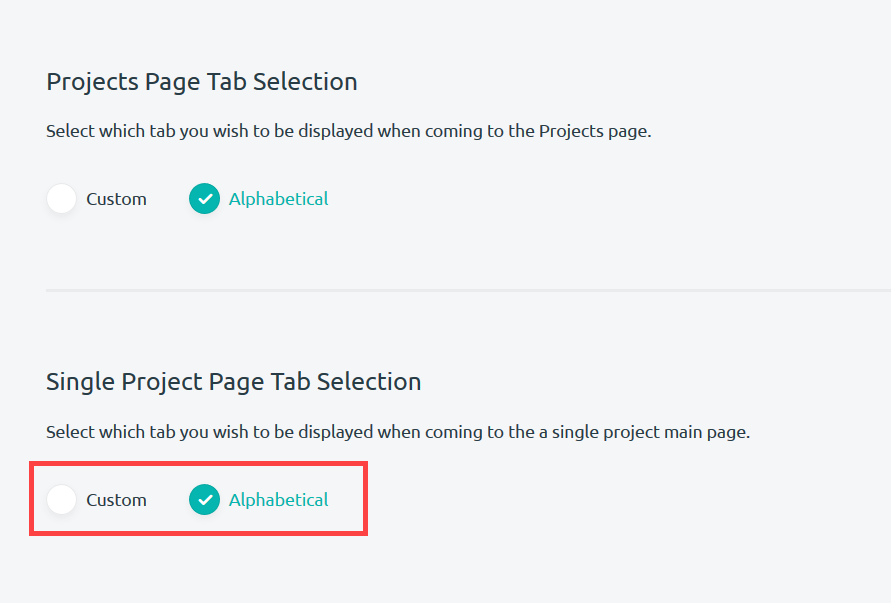 Projects Page Tab Selection
Select which tab you wish to be displayed when coming to the Projects page.
Custom Alphabetical
Single Project Page Tab Selection
Select which tab you wish to be displayed when coming to the a single project main page.
Custom Alphabetical